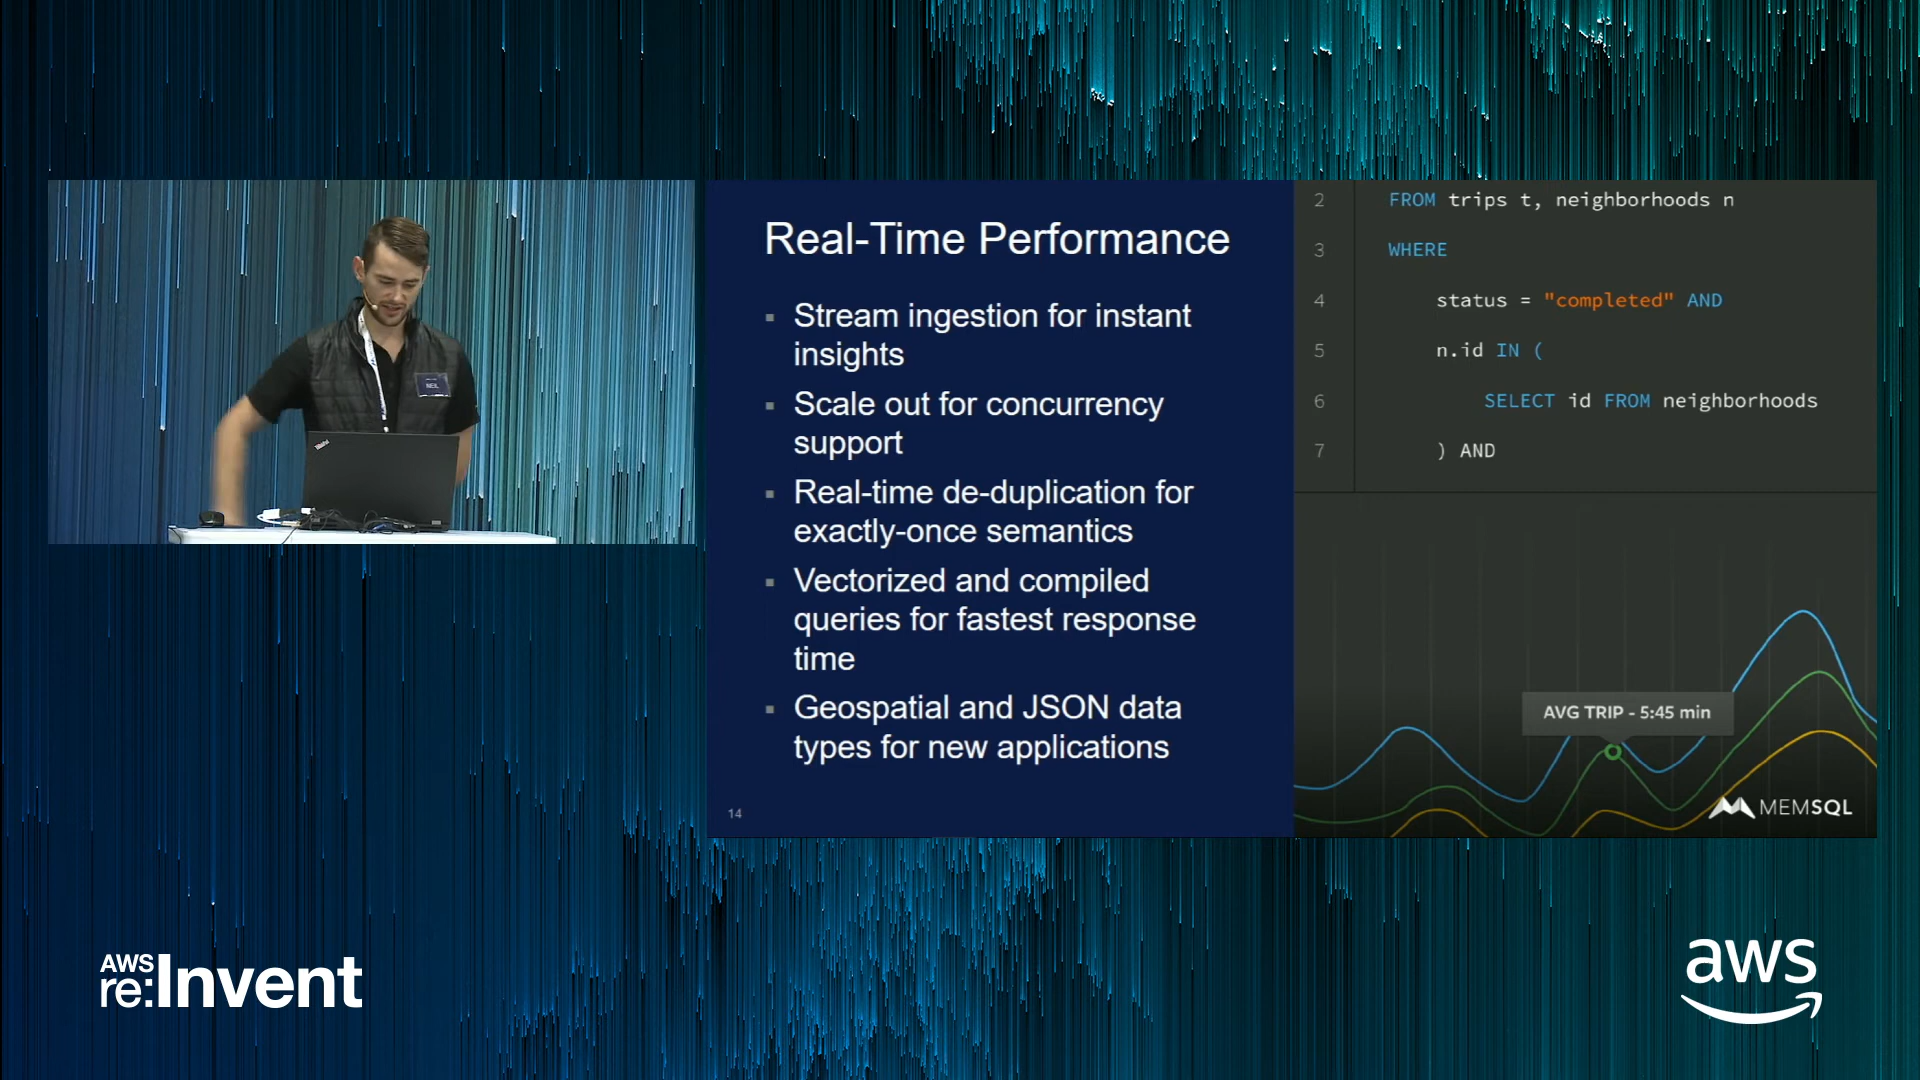 NEIL
ThinkPad
Real-Time Performance
▪ Stream ingestion for instant
insights
▪ Scale out for concurrency
support
▪ Real-time de-duplication for
exactly-once semantics
▪ Vectorized and compiled
queries for fastest response
time
▪ Geospatial and JSON data
types for new applications
14
2 FROM trips t, neighborhoods n
3 WHERE
4 status = "completed" AND
5 n.id IN (
6 SELECT id FROM neighborhoods
7 ) AND
AVG TRIP - 5:45 min
MEMSQL
AWS
re:Invent
aws